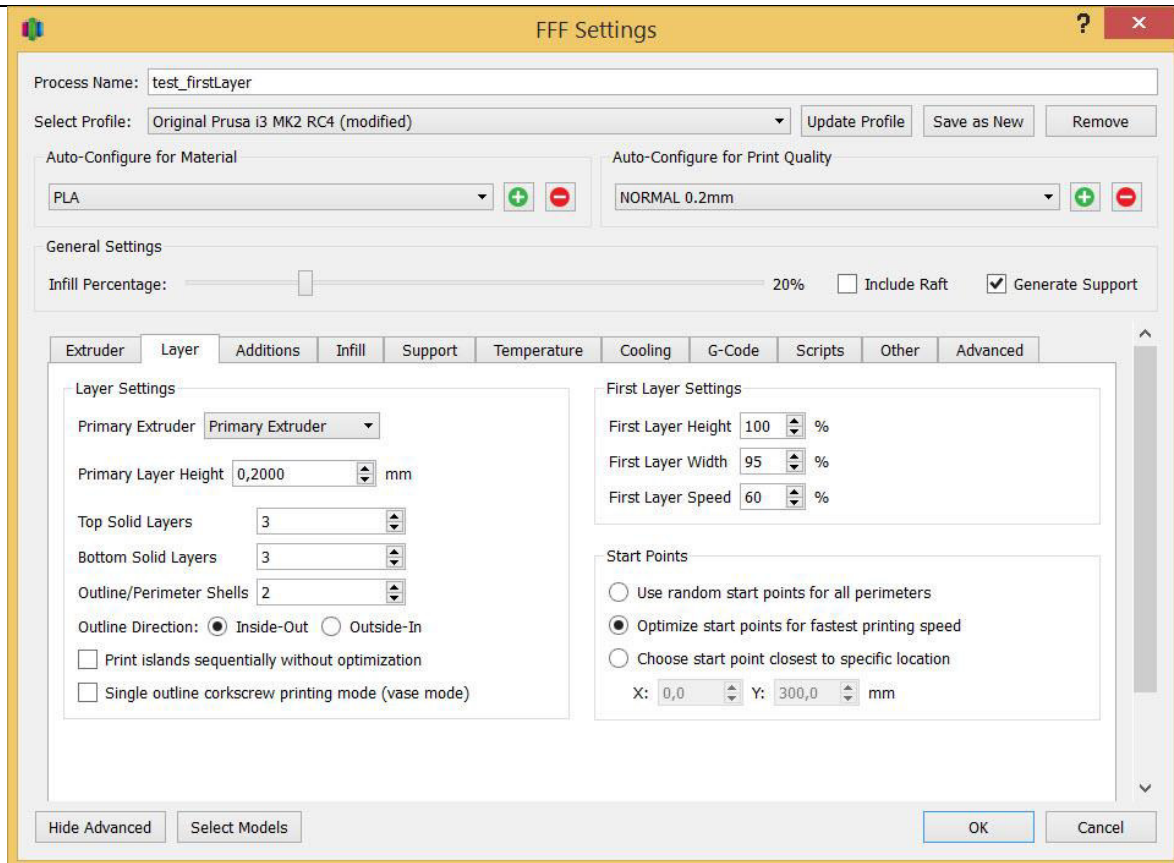 FFF Settings
?
Process Name: test_firstLayer
Select Profile: Original Prusa i3 MK2 RC4 (modified) Update Profile Save as New Remove
Auto-Configure for Material
PLA
Auto-Configure for Print Quality
NORMAL 0.2mm
General Settings
Infill Percentage: 20% Include Raft Generate Support
Extruder Layer Additions Infill Support Temperature Cooling G-Code Scripts Other Advanced
Layer Settings
Primary Extruder Primary Extruder
Primary Layer Height 0,2000 mm
Top Solid Layers 3
Bottom Solid Layers 3
Outline/Perimeter Shells 2
Outline Direction: Inside-Out Outside-In
Print islands sequentially without optimization
Single outline corkscrew printing mode (vase mode)
First Layer Settings
First Layer Height 100 %
First Layer Width 95 %
First Layer Speed 60 %
Start Points
Use random start points for all perimeters
Optimize start points for fastest printing speed
Choose start point closest to specific location
X: 0,0 Y: 300,0 mm
Hide Advanced Select Models OK Cancel